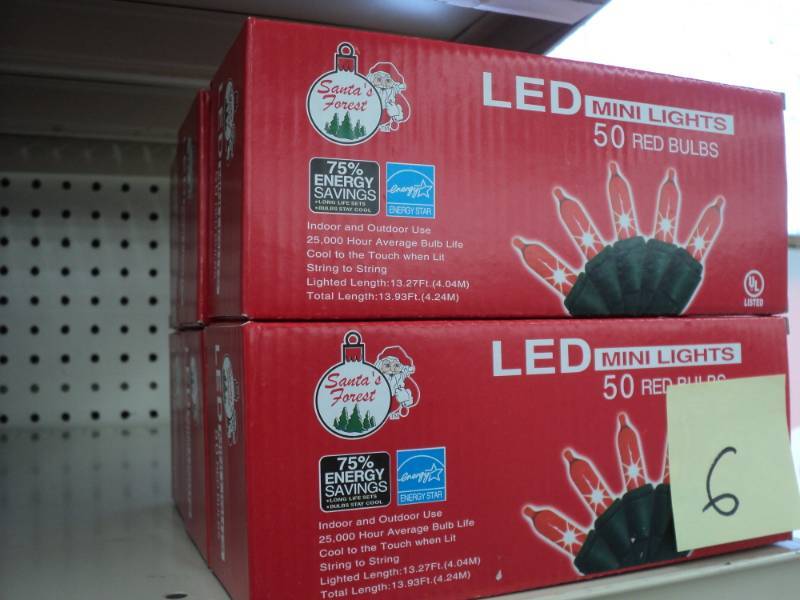 Santa's
Forest
LED MINI LIGHTS
50 RED BULBS
75%
ENERGY
SAVINGS
•LONG LIFE SETS
•BULBS STAY COOL
energy
ENERGY STAR
Indoor and Outdoor Use
25,000 Hour Average Bulb Life
Cool to the Touch when Lit
String to String
Lighted Length:13.27Ft.(4.04M)
Total Length:13.93Ft.(4.24M)
UL
LISTED
Santa's
Forest
LED MINI LIGHTS
50 RED BULBS
75%
ENERGY
SAVINGS
•LONG LIFE SETS
•BULBS STAY COOL
energy
ENERGY STAR
Indoor and Outdoor Use
25,000 Hour Average Bulb Life
Cool to the Touch when Lit
String to String
Lighted Length:13.27Ft.(4.04M)
Total Length:13.93Ft.(4.24M)
6